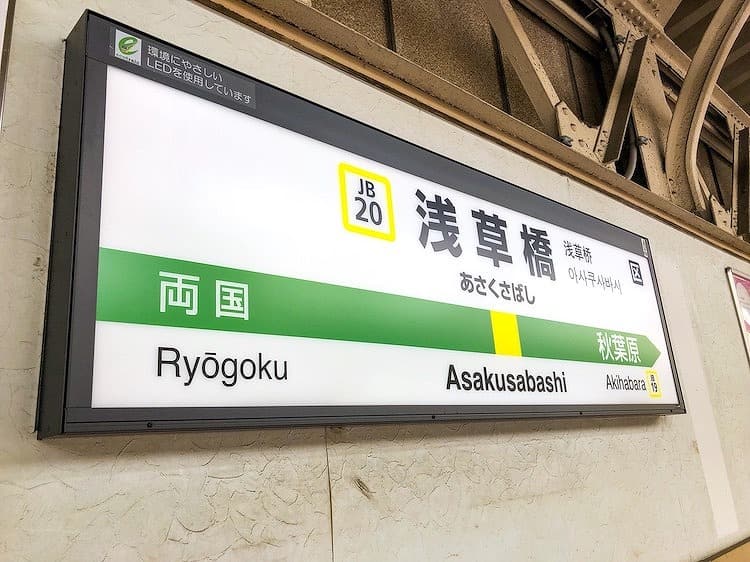 環境にやさしい
LEDを使用しています
JB
20
浅草橋
あさくさばし
浅草桥
아사쿠사바시
区
両国
秋葉原
Ryōgoku
Asakusabashi
Akihabara
JB
19